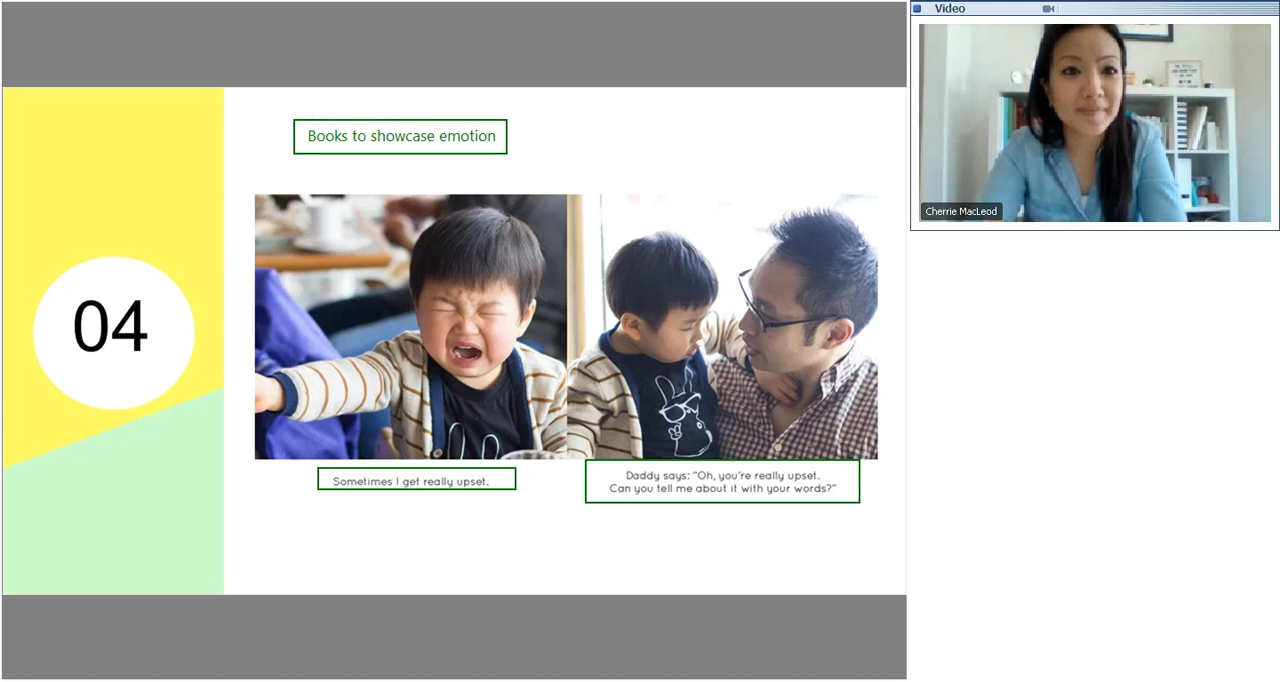 Video
Books to showcase emotion
04
Sometimes I get really upset.
Daddy says: "Oh, you're really upset.
Can you tell me about it with your words?"
Cherrie MacLeod